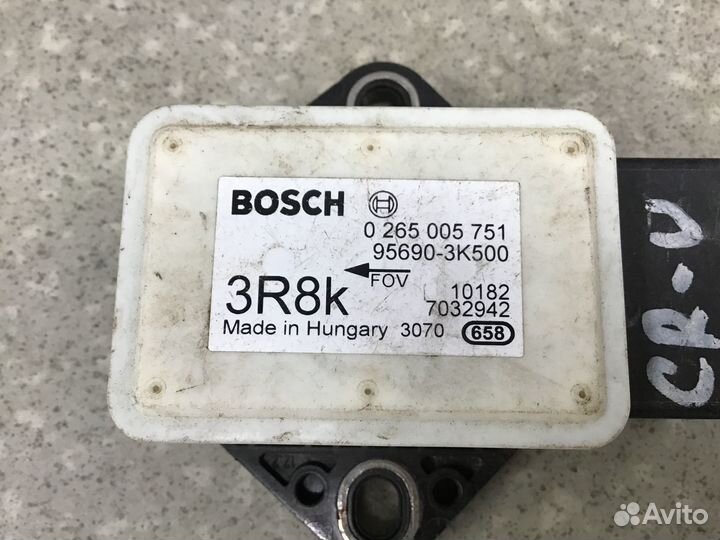 BOSCH
0 265 005 751
95690-3K500
FOV
3R8k
10182
7032942
Made in Hungary 3070 658
CR-V
Avito